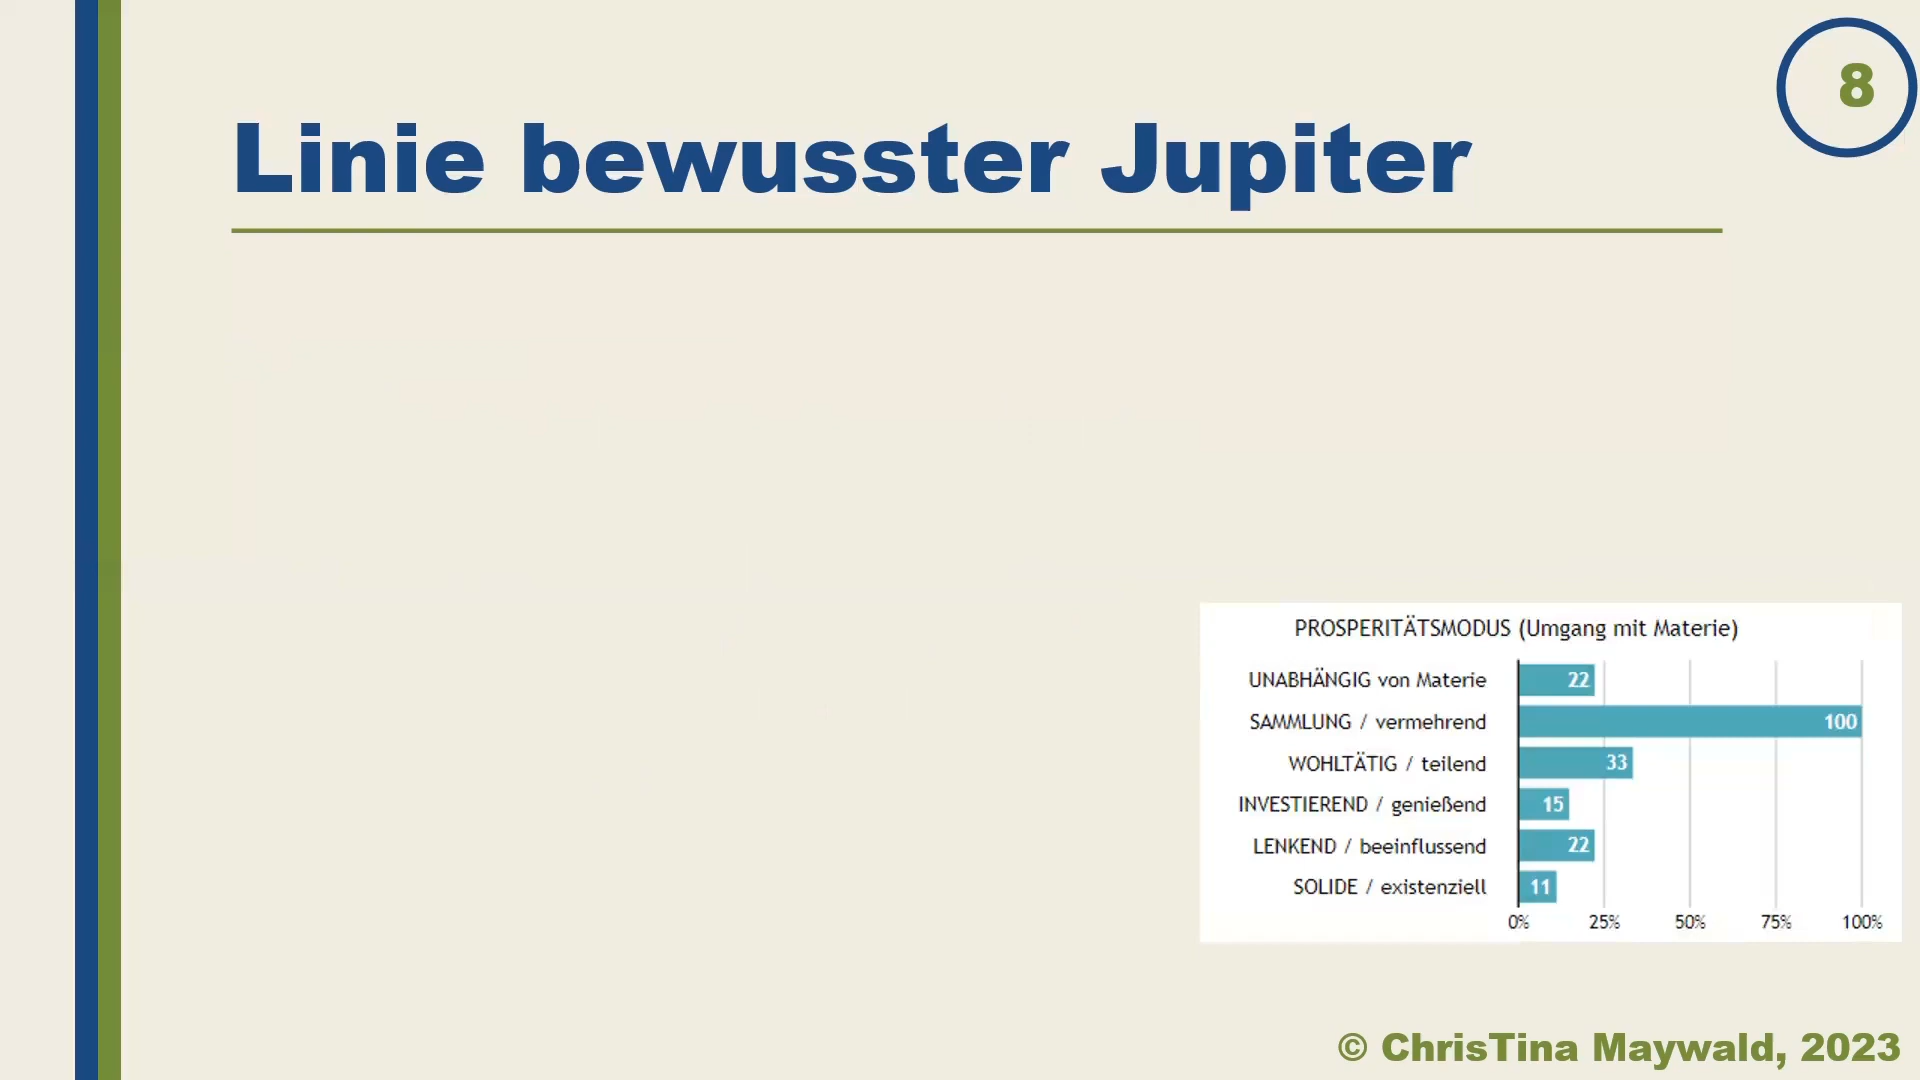 8
Linie bewusster Jupiter
PROSPERITÄTSMODUS (Umgang mit Materie)
UNABHÄNGIG von Materie 22
SAMMLUNG / vermehrend 100
WOHLTÄTIG / teilend 33
INVESTIEREND / genießend 15
LENKEND / beeinflussend 22
SOLIDE / existenziell 11
0% 25% 50% 75% 100%
© ChrisTina Maywald, 2023